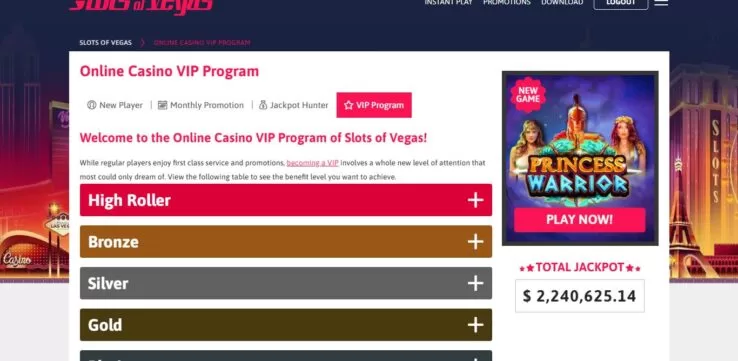 Slots of Vegas
INSTANT PLAY PROMOTIONS DOWNLOAD LOGOUT
SLOTS OF VEGAS ONLINE CASINO VIP PROGRAM
Online Casino VIP Program
New Player | Monthly Promotion | Jackpot Hunter VIP Program
Welcome to the Online Casino VIP Program of Slots of Vegas!
While regular players enjoy first class service and promotions, becoming a VIP involves a whole new level of attention that
most could only dream of. View the following table to see the benefit level you want to achieve.
High Roller
Bronze
Silver
Gold
NEW
GAME
PRINCESS
WARRIOR
PLAY NOW!
TOTAL JACKPOT
$ 2,240,625.14
LAS VEGAS
Casino
SLOTS